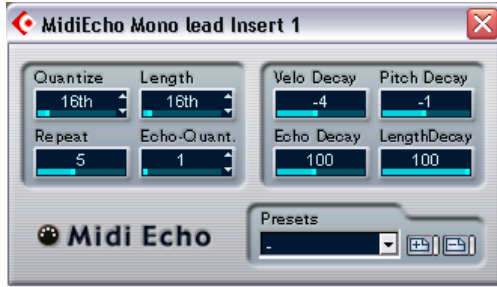 MidiEcho Mono lead Insert 1
Quantize Length Velo Decay Pitch Decay
16th 16th -4 -1
Repeat Echo-Quant. Echo Decay LengthDecay
5 1 100 100
Midi Echo
Presets
-